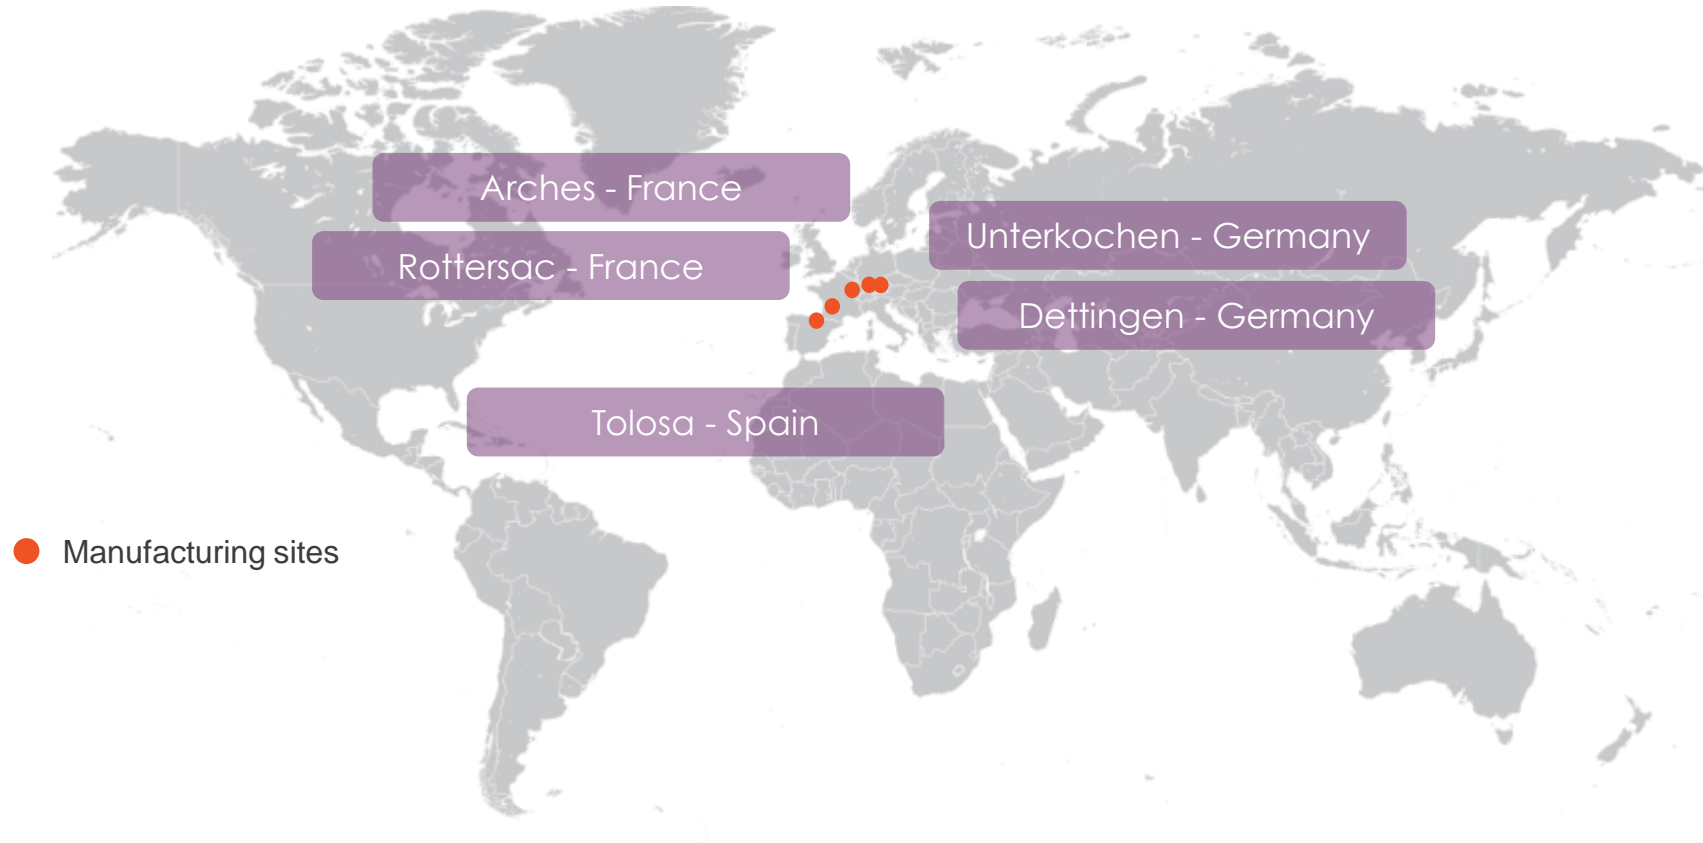 Arches - France
Unterkochen - Germany
Rottersac - France
Dettingen - Germany
Tolosa - Spain
Manufacturing sites